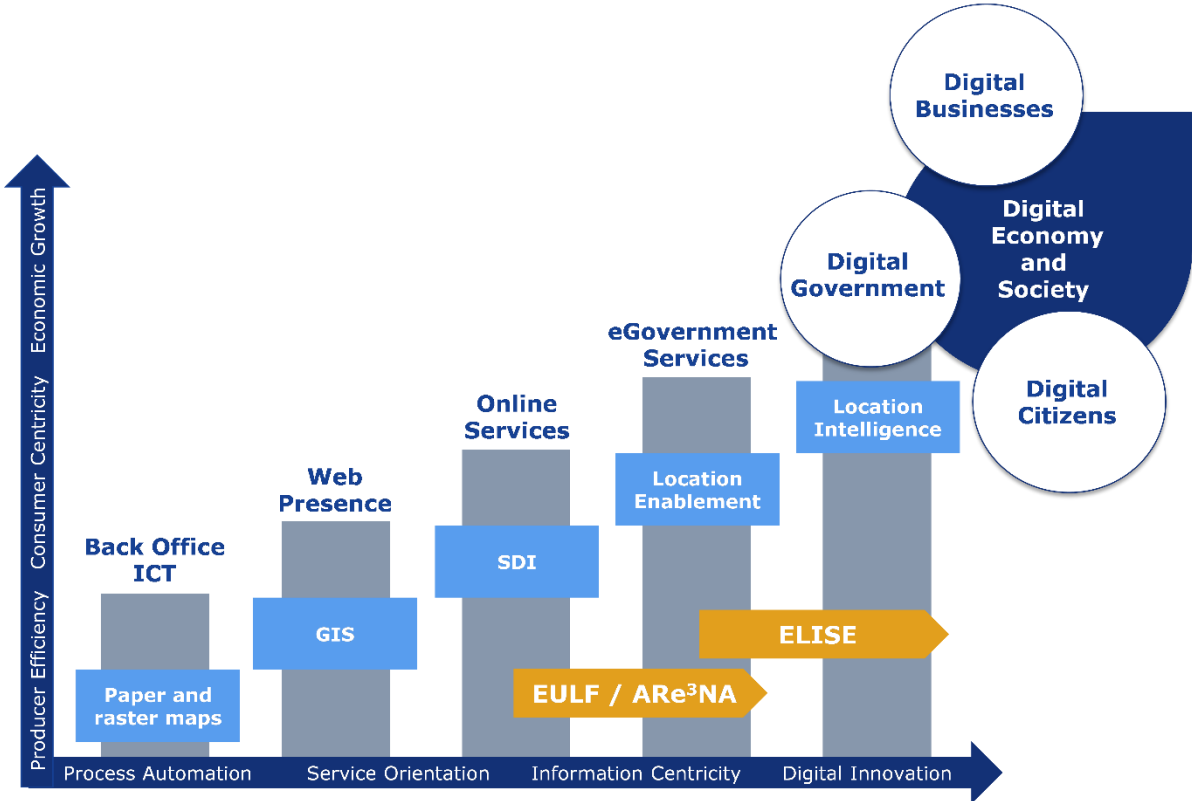 Digital
Businesses
Digital
Economy
and
Society
Digital
Government
Digital
Citizens
eGovernment
Services
Location
Intelligence
Online
Services
Location
Enablement
Web
Presence
SDI
Back Office
ICT
GIS
ELISE
Paper and
raster maps
EULF / ARe³NA
Producer Efficiency Consumer Centricity Economic Growth
Process Automation Service Orientation Information Centricity Digital Innovation